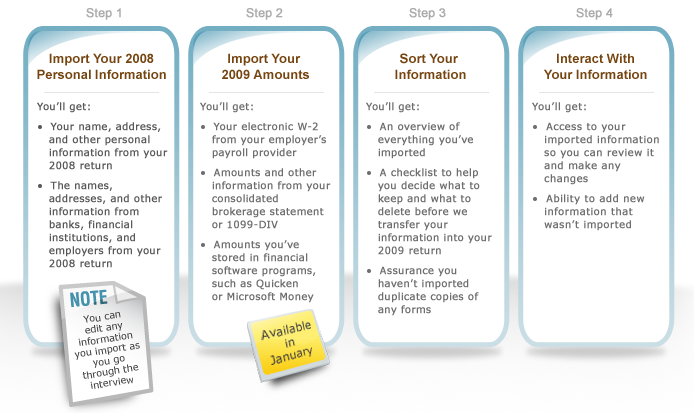 Step 1
Import Your 2008
Personal Information
You'll get:
• Your name, address,
and other personal
information from your
2008 return
• The names,
addresses, and other
information from
banks, financial
institutions, and
employers from your
2008 return
NOTE
You can
edit any
information
you import as
you go
through the
interview
Step 2
Import Your
2009 Amounts
You'll get:
• Your electronic W-2
from your employer's
payroll provider
• Amounts and other
information from your
consolidated
brokerage statement
or 1099-DIV
• Amounts you've
stored in financial
software programs,
such as Quicken
or Microsoft Money
Available
in
January
Step 3
Sort Your
Information
You'll get:
• An overview of
everything you've
imported
• A checklist to help
you decide what to
keep and what to
delete before we
transfer your
information into your
2009 return
• Assurance you
haven't imported
duplicate copies of
any forms
Step 4
Interact With
Your Information
You'll get:
• Access to your
imported information
so you can review it
and make any
changes
• Ability to add new
information that
wasn't imported